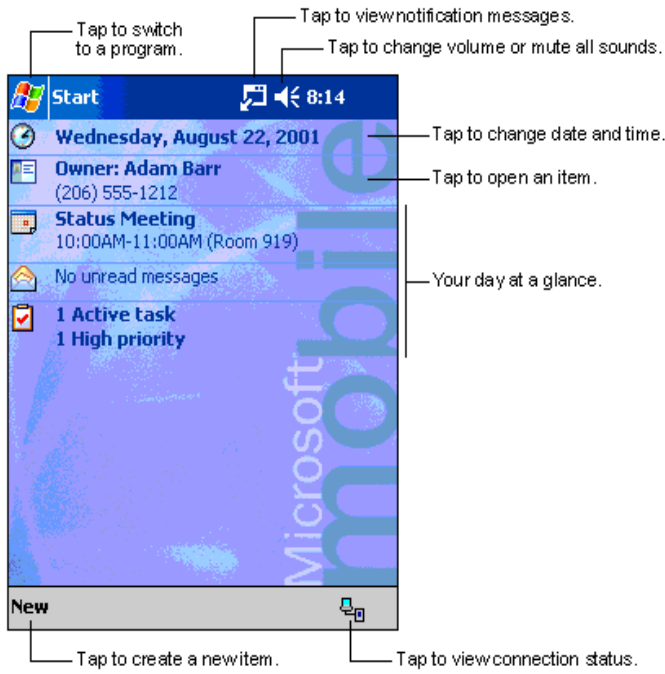 Tap to view notification messages.
Tap to switch
to a program.
Tap to change volume or mute all sounds.
Start
8:14
Wednesday, August 22, 2001
Tap to change date and time.
Owner: Adam Barr
(206) 555-1212
Tap to open an item.
Status Meeting
10:00AM-11:00AM (Room 919)
No unread messages
Your day at a glance.
1 Active task
1 High priority
Microsoft
mobile
New
Tap to create a new item.
Tap to view connection status.